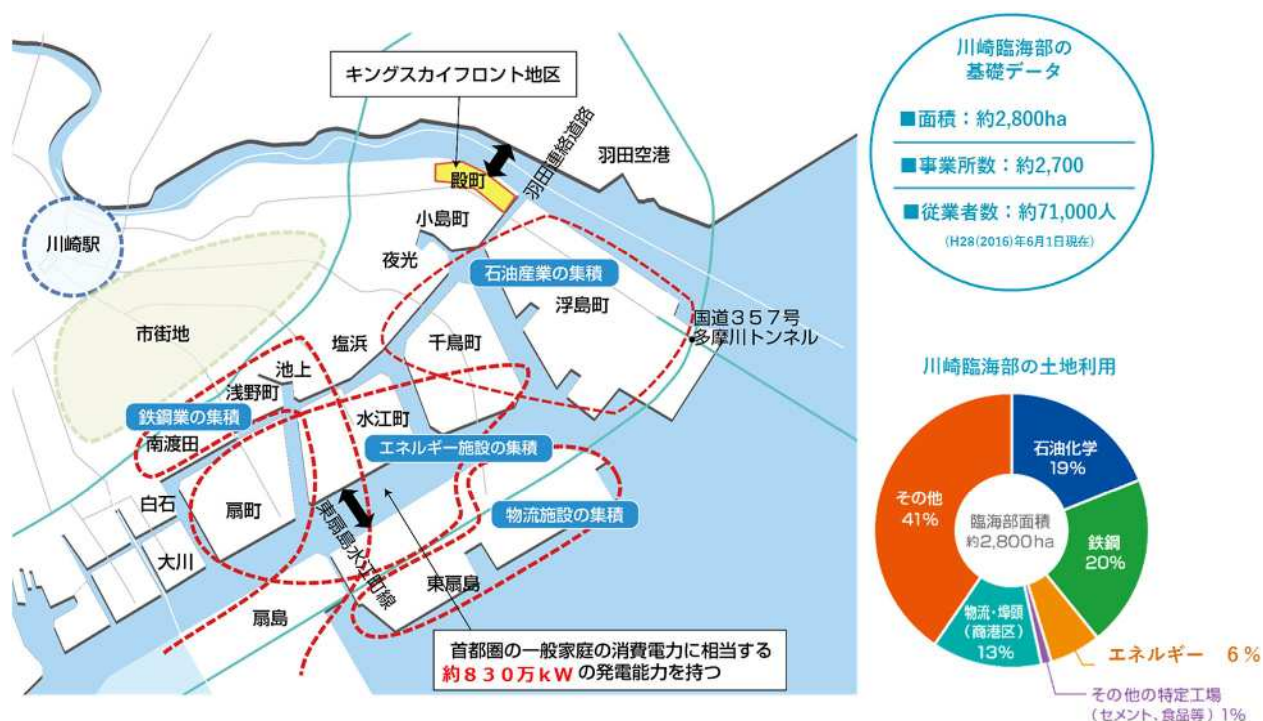 キングスカイフロント地区
羽田連絡道路
羽田空港
殿町
小島町
川崎駅
夜光
石油産業の集積
浮島町
国道３５７号
多摩川トンネル
市街地
塩浜
千鳥町
池上
浅野町
鉄鋼業の集積
水江町
南渡田
エネルギー施設の集積
白石
扇町
物流施設の集積
大川
東扇島水江町線
東扇島
扇島
首都圏の一般家庭の消費電力に相当する
約８３０万ｋＷの発電能力を持つ
川崎臨海部の
基礎データ
■面積：約2,800ha
■事業所数：約2,700
■従業者数：約71,000人
(H28(2016)年6月1日現在)
川崎臨海部の土地利用
石油化学
19%
その他
41%
臨海部面積
約2,800ha
鉄鋼
20%
物流・埠頭
(商港区)
13%
エネルギー 6％
その他の特定工場
(セメント、食品等) 1%